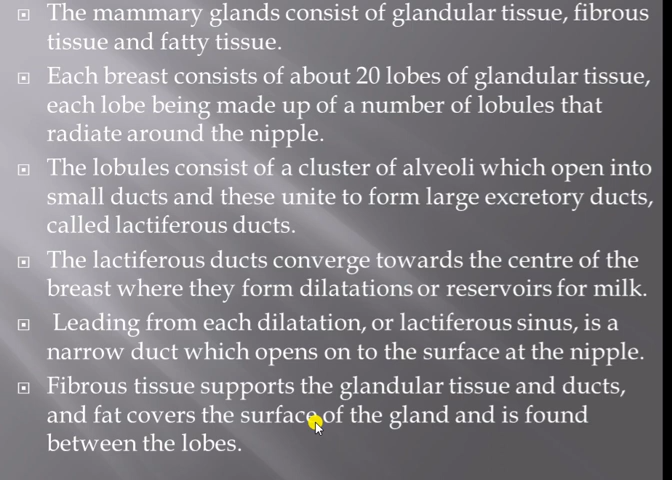 The mammary glands consist of glandular tissue, fibrous
tissue and fatty tissue.
Each breast consists of about 20 lobes of glandular tissue,
each lobe being made up of a number of lobules that
radiate around the nipple.
The lobules consist of a cluster of alveoli which open into
small ducts and these unite to form large excretory ducts,
called lactiferous ducts.
The lactiferous ducts converge towards the centre of the
breast where they form dilatations or reservoirs for milk.
Leading from each dilatation, or lactiferous sinus, is a
narrow duct which opens on to the surface at the nipple.
Fibrous tissue supports the glandular tissue and ducts,
and fat covers the surface of the gland and is found
between the lobes.